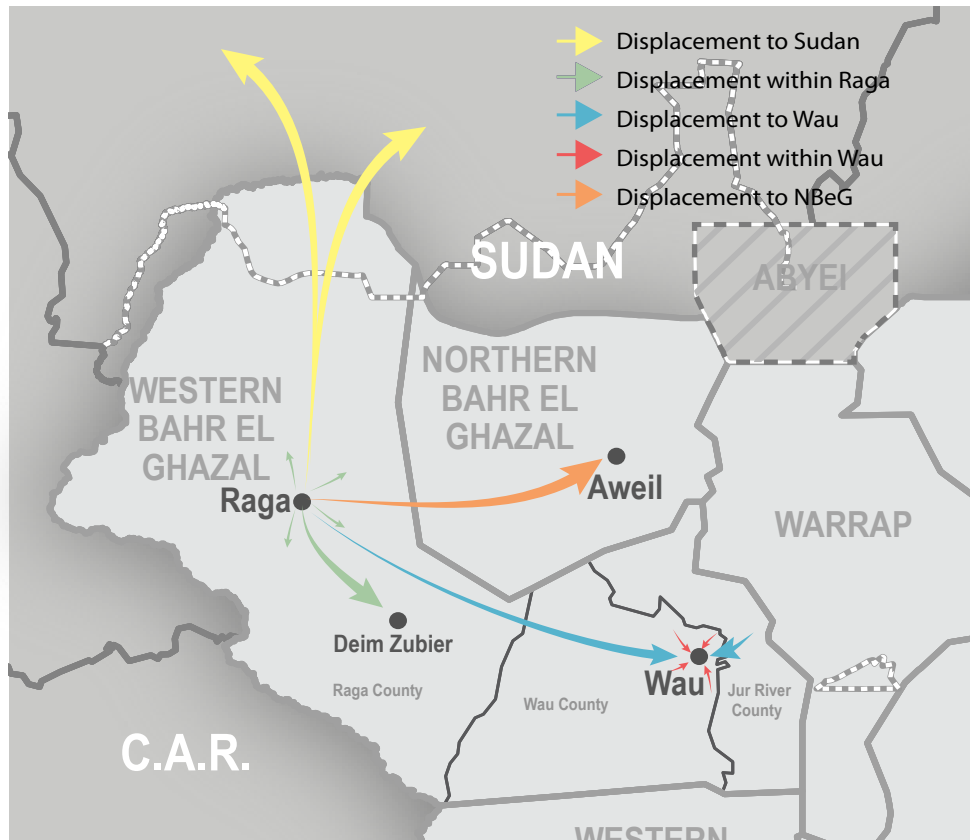 Displacement to Sudan
Displacement within Raga
Displacement to Wau
Displacement within Wau
Displacement to NBeG
SUDAN
ABYEI
NORTHERN
BAHR EL
GHAZAL
WESTERN
BAHR EL
GHAZAL
Raga
Aweil
WARRAP
Deim Zubier
Raga County
Wau
Wau County
Jur River
County
C.A.R.
WESTERN